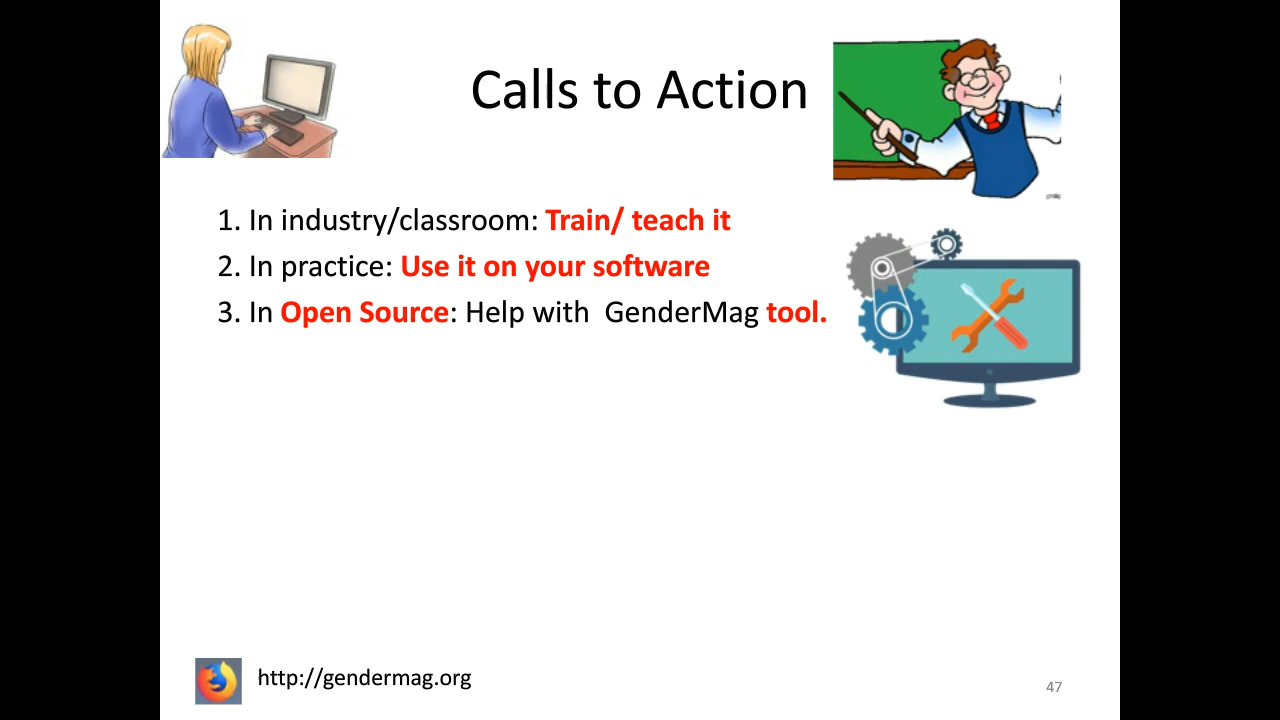 Calls to Action
1. In industry/classroom: Train/ teach it
2. In practice: Use it on your software
3. In Open Source: Help with  GenderMag tool.
http://gendermag.org
47